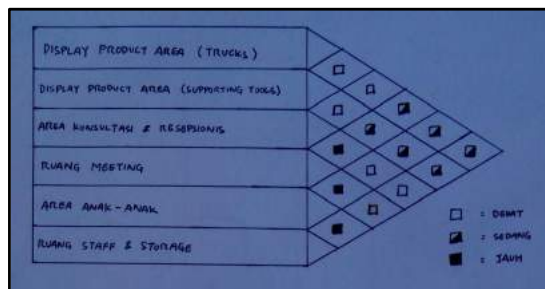 DISPLAY PRODUCT AREA (TRUCKS)
DISPLAY PRODUCT AREA (SUPPORTING TOOLS)
AREA KONSULTASI & RESEPSIONIS
RUANG MEETING
AREA ANAK-ANAK
RUANG STAFF & STORAGE
= DEKAT
= SEDANG
= JAUH